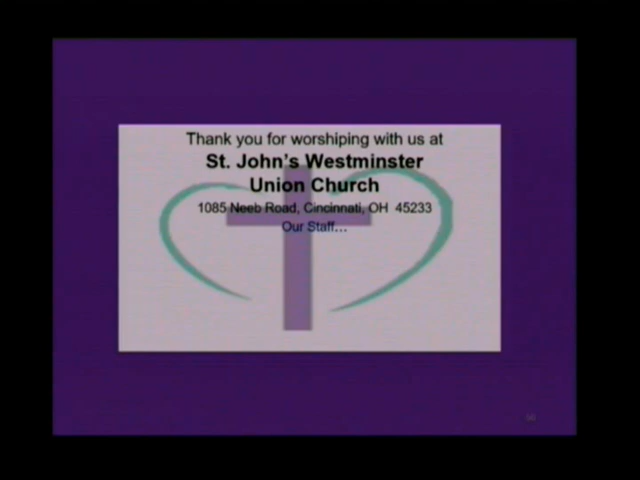 Thank you for worshiping with us at
St. John's Westminster
Union Church
1085 Neeb Road, Cincinnati, OH 45233
Our Staff...